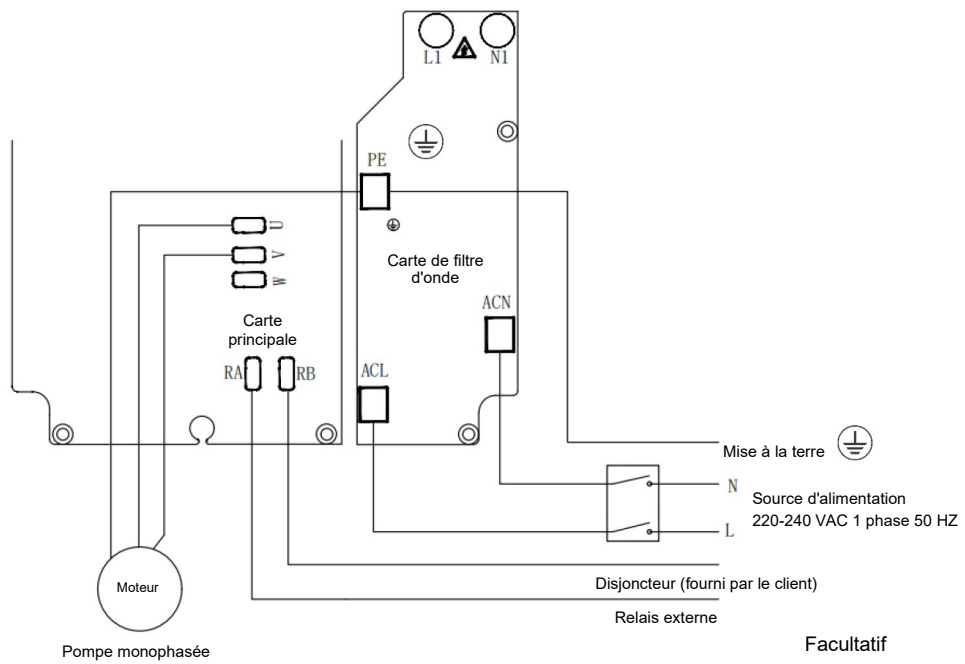 L1
N1
PE
U
V
W
Carte de filtre
d'onde
ACN
Carte
principale
RA
RB
ACL
Mise à la terre
N
Source d'alimentation
220-240 VAC 1 phase 50 HZ
L
Moteur
Disjoncteur (fourni par le client)
Relais externe
Facultatif
Pompe monophasée